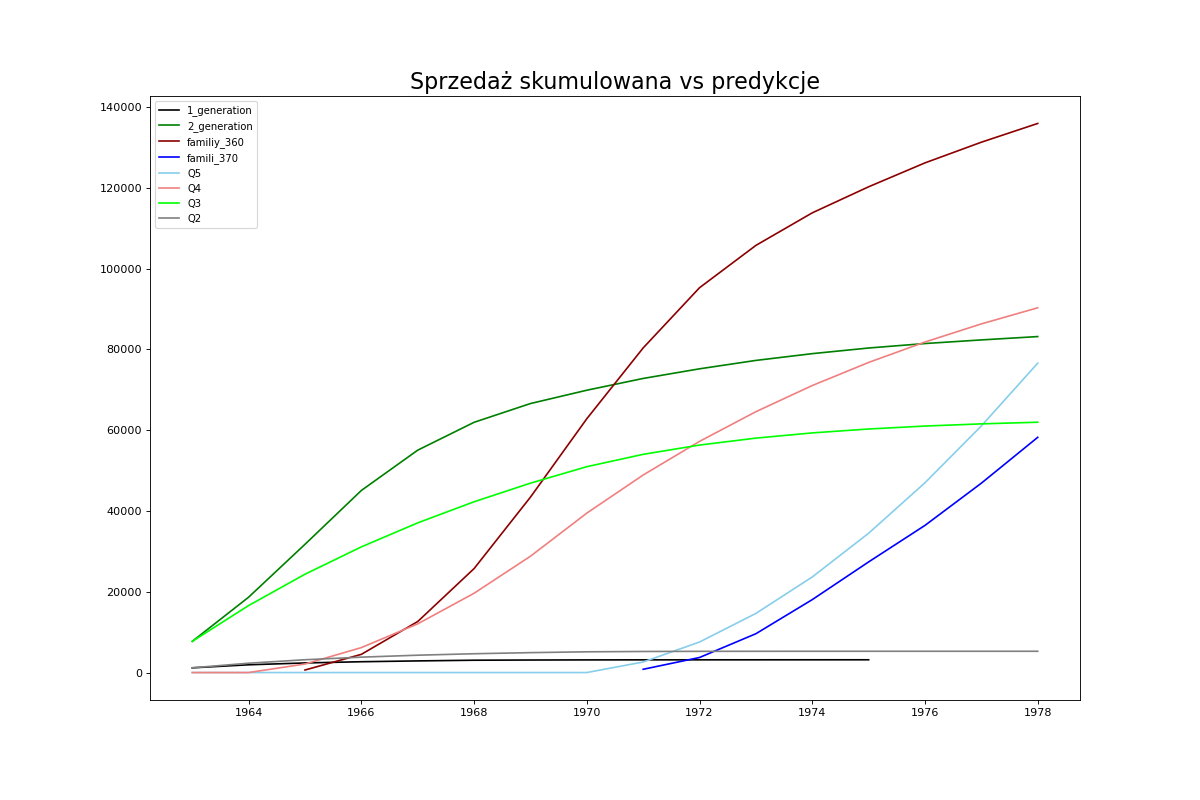 Sprzedaż skumulowana vs predykcje
140000
120000
100000
80000
60000
40000
20000
0
1_generation
2_generation
familiy_360
famili_370
Q5
Q4
Q3
Q2
1964 1966 1968 1970 1972 1974 1976 1978